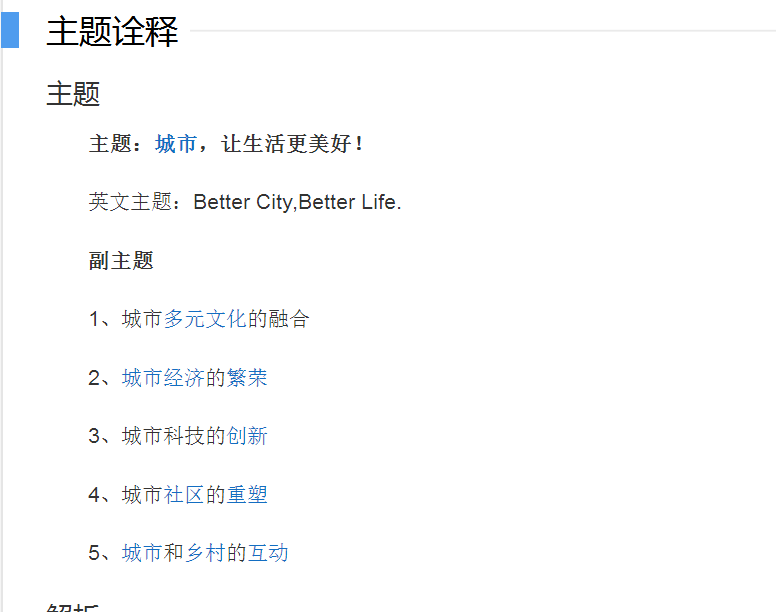 主题诠释
主题
主题：城市，让生活更美好！
英文主题：Better City,Better Life.
副主题
1、城市多元文化的融合
2、城市经济的繁荣
3、城市科技的创新
4、城市社区的重塑
5、城市和乡村的互动